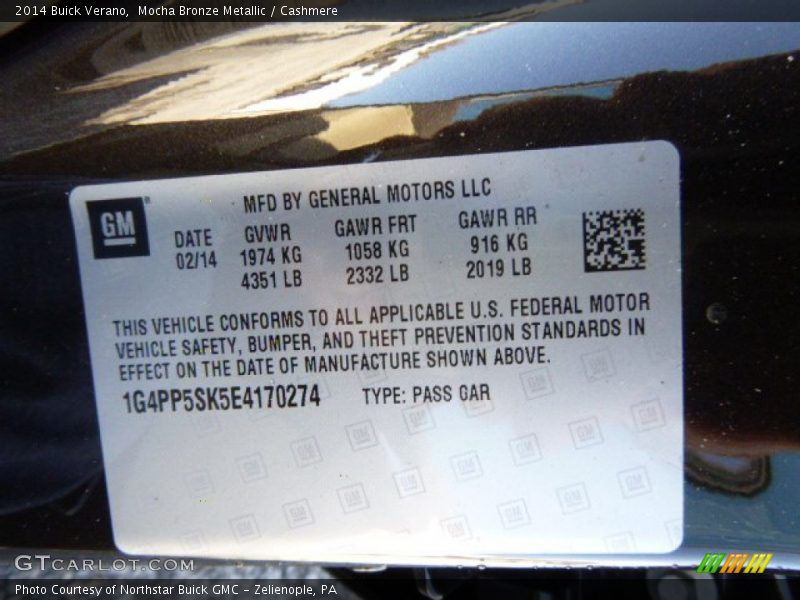 2014 Buick Verano, Mocha Bronze Metallic / Cashmere
GM
MFD BY GENERAL MOTORS LLC
DATE GVWR GAWR FRT GAWR RR
02/14 1974 KG 1058 KG 916 KG
4351 LB 2332 LB 2019 LB
THIS VEHICLE CONFORMS TO ALL APPLICABLE U.S. FEDERAL MOTOR
VEHICLE SAFETY, BUMPER, AND THEFT PREVENTION STANDARDS IN
EFFECT ON THE DATE OF MANUFACTURE SHOWN ABOVE.
1G4PP5SK5E4170274 TYPE: PASS CAR
GTCARLOT.COM
Photo Courtesy of Northstar Buick GMC - Zelienople, PA